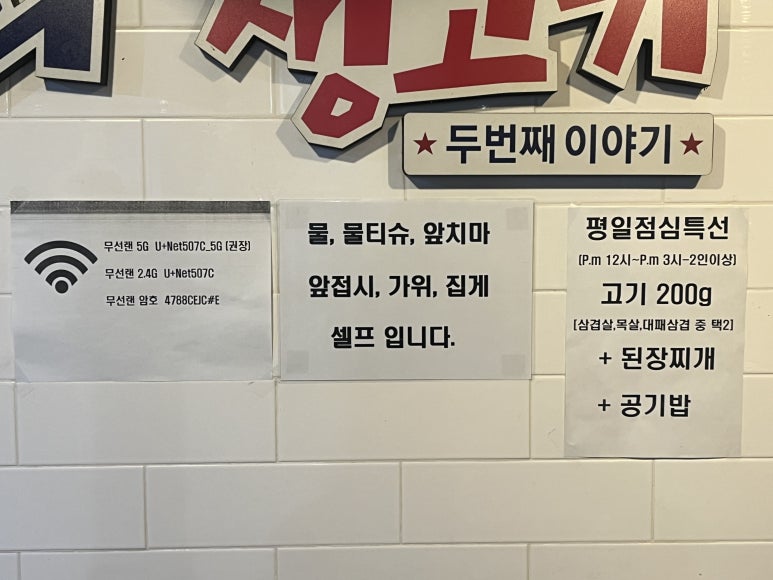 두번째 이야기
무선랜 5G U+Net507C_5G (권장)
무선랜 2.4G U+Net507C
무선랜 암호 4788CEJC#E
물, 물티슈, 앞치마
앞접시, 가위, 집게
셀프 입니다.
평일점심특선
[P.m 12시~P.m 3시-2인이상]
고기 200g
[삼겹살,목살,대패삼겹 중 택2]
+ 된장찌개
+ 공기밥